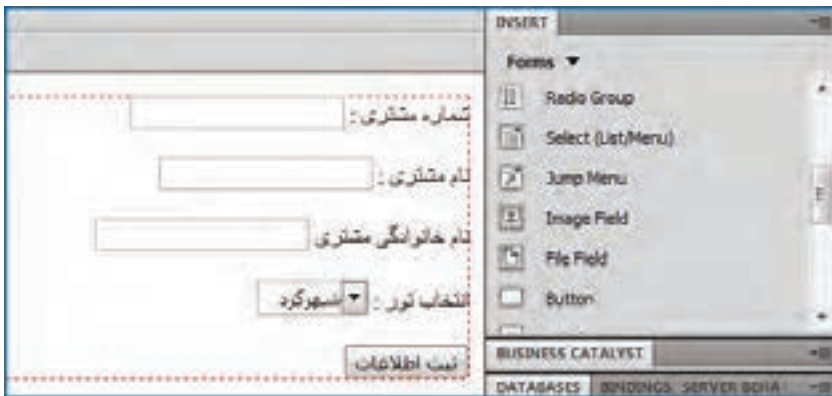 شماره مشتری :
نام مشتری :
نام خانوادگی مشتری
انتخاب تور : شهرکرد
ثبت اطلاعات
INSERT
Forms
Radio Group
Select (List/Menu)
Jump Menu
Image Field
File Field
Button
BUSINESS CATALYST
DATABASES BINDINGS SERVER BEHA